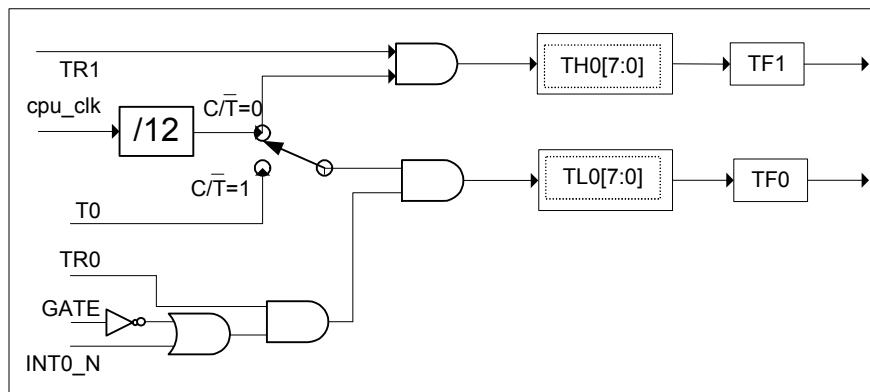 TR1
TH0[7:0]
TF1
cpu_clk
C/T̅=0
/12
C/T̅=1
TL0[7:0]
TF0
T0
TR0
GATE
INT0_N